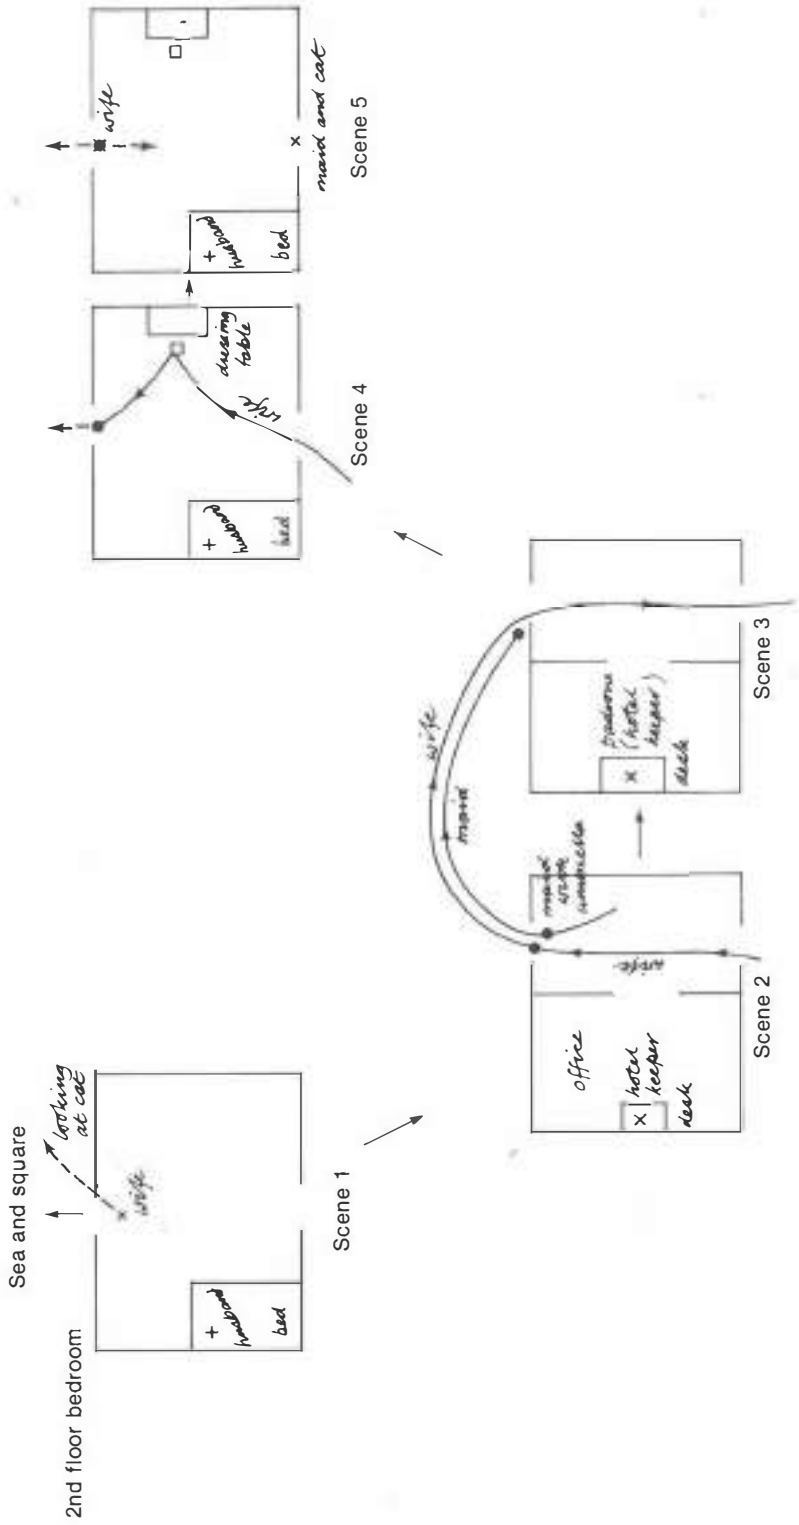 Sea and square
2nd floor bedroom
looking
at cat
wife
+
husband
bed
Scene 1
office
x
hotel
keeper
desk
wife
maid
with
umbrella
Scene 2
maid
wife
padrone
(hotel
keeper)
x
desk
Scene 3
+
husband
bed
wife
dressing
table
Scene 4
wife
+
husband
bed
x
maid and cat
Scene 5